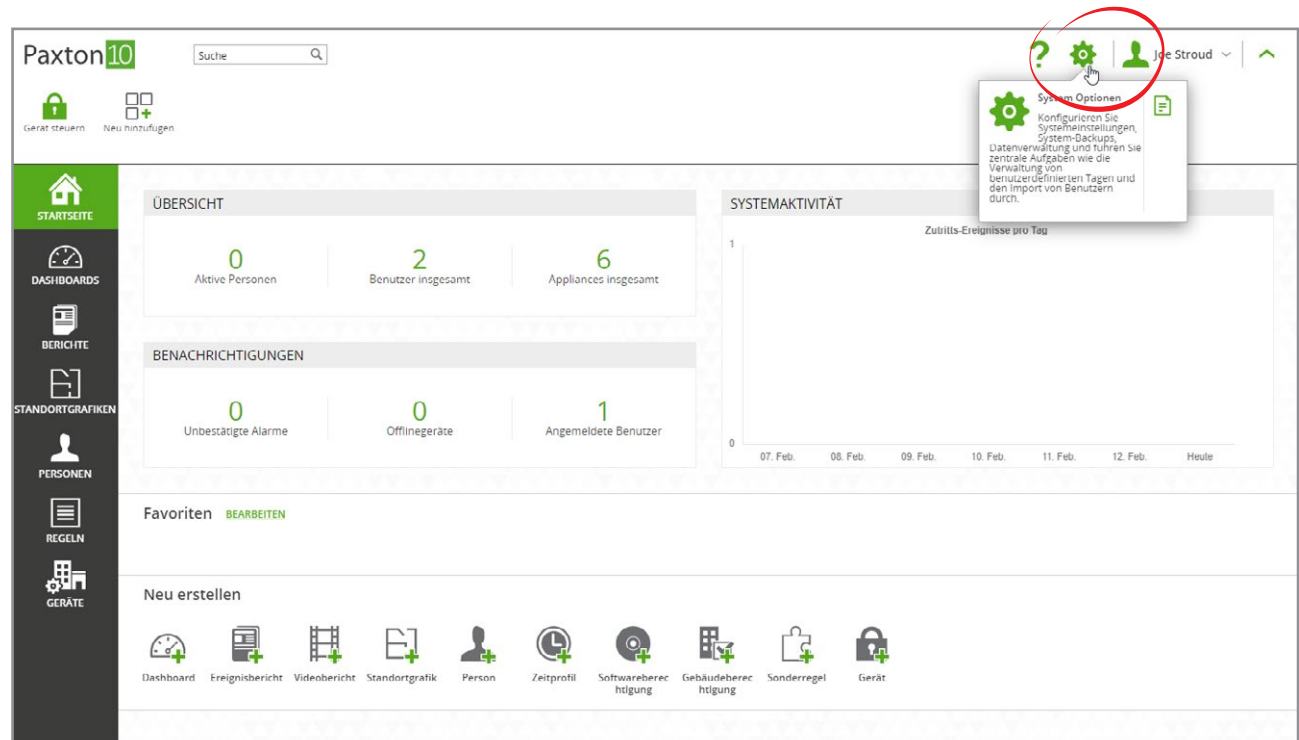 Paxton 10
Suche
Joe Stroud
Gerät steuern
Neu hinzufügen
System Optionen
Konfigurieren Sie
Systemeinstellungen,
System-Backups,
Datenverwaltung und führen Sie
zentrale Aufgaben wie die
Verwaltung von
benutzerdefinierten Tagen und
den Import von Benutzern
durch.
STARTSEITE
DASHBOARDS
BERICHTE
STANDORTGRAFIKEN
PERSONEN
REGELN
GERÄTE
ÜBERSICHT
0
Aktive Personen
2
Benutzer insgesamt
6
Appliances insgesamt
BENACHRICHTIGUNGEN
0
Unbestätigte Alarme
0
Offlinegeräte
1
Angemeldete Benutzer
SYSTEMAKTIVITÄT
Zutritts-Ereignisse pro Tag
1
0
07. Feb. 08. Feb. 09. Feb. 10. Feb. 11. Feb. 12. Feb. Heute
Favoriten BEARBEITEN
Neu erstellen
Dashboard
Ereignisbericht
Videobericht
Standortgrafik
Person
Zeitprofil
Softwareberec
htigung
Gebäudeberec
htigung
Sonderregel
Gerät